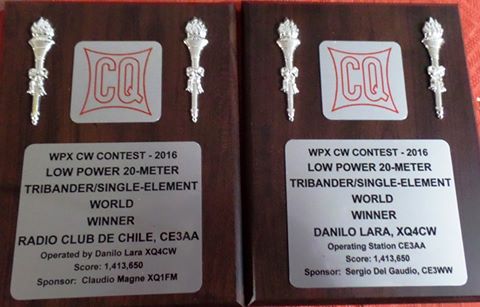 CQ
WPX CW CONTEST - 2016
LOW POWER 20-METER
TRIBANDER/SINGLE-ELEMENT
WORLD
WINNER
RADIO CLUB DE CHILE, CE3AA
Operated by Danilo Lara XQ4CW
Score: 1,413,650
Sponsor: Claudio Magne XQ1FM
CQ
WPX CW CONTEST - 2016
LOW POWER 20-METER
TRIBANDER/SINGLE-ELEMENT
WORLD
WINNER
DANILO LARA, XQ4CW
Operating Station CE3AA
Score: 1,413,650
Sponsor: Sergio Del Gaudio, CE3WW